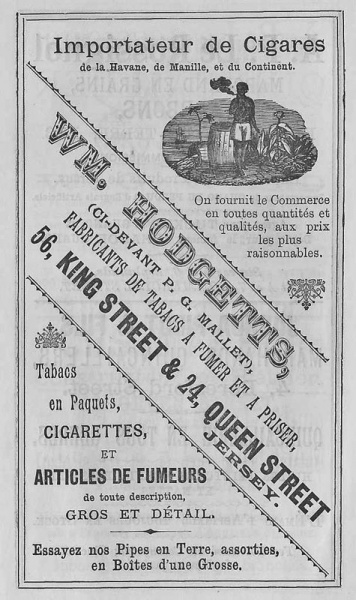 Importateur de Cigares
de la Havane, de Manille, et du Continent.
On fournit le Commerce
en toutes quantités et
qualités, aux prix
les plus
raisonnables.
WM. HODGETTS,
(CI-DEVANT P. G. MALLET),
FABRICANTS DE TABACS A FUMER ET A PRISER,
56, KING STREET & 24, QUEEN STREET
JERSEY.
Tabacs
en Paquets,
CIGARETTES,
ET
ARTICLES DE FUMEURS
de toute description,
GROS ET DÉTAIL.
Essayez nos Pipes en Terre, assorties,
en Boîtes d'une Grosse.